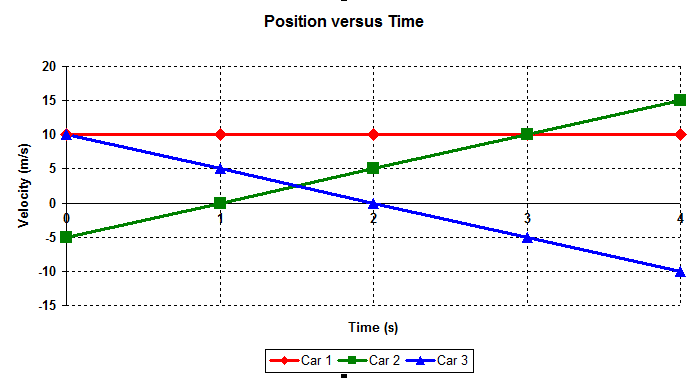 Position versus Time
20
15
10
5
0
-5
-10
-15
Velocity (m/s)
0 1 2 3 4
Time (s)
Car 1 Car 2 Car 3